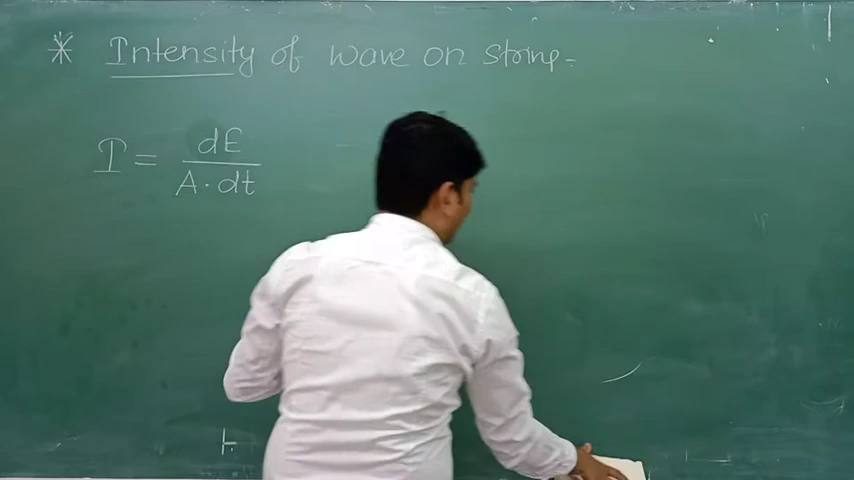 * Intensity of wave on string-
I = dE / A·dt